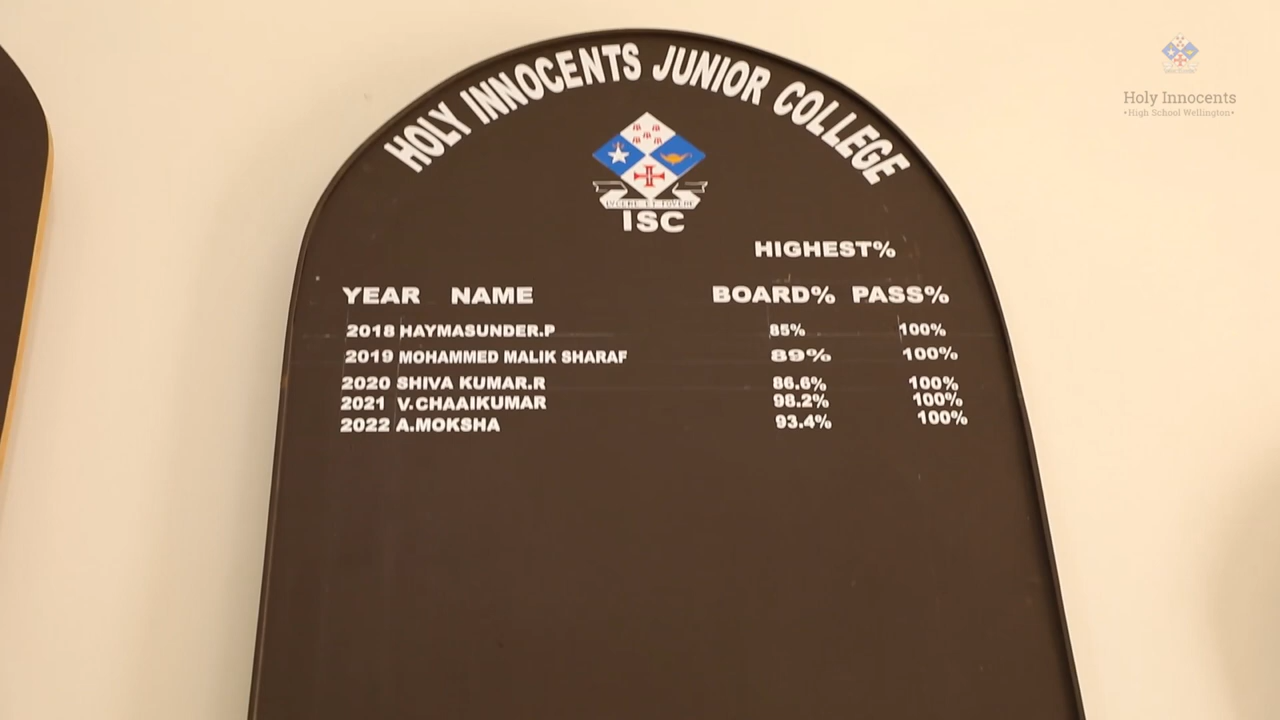 HOLY INNOCENTS JUNIOR COLLEGE
ISC
HIGHEST%
YEAR NAME BOARD% PASS%
2018 HAYMASUNDER.P 85% 100%
2019 MOHAMMED MALIK SHARAF 89% 100%
2020 SHIVA KUMAR.R 86.6% 100%
2021 V.CHAAIKUMAR 98.2% 100%
2022 A.MOKSHA 93.4% 100%
Holy Innocents
•High School Wellington•